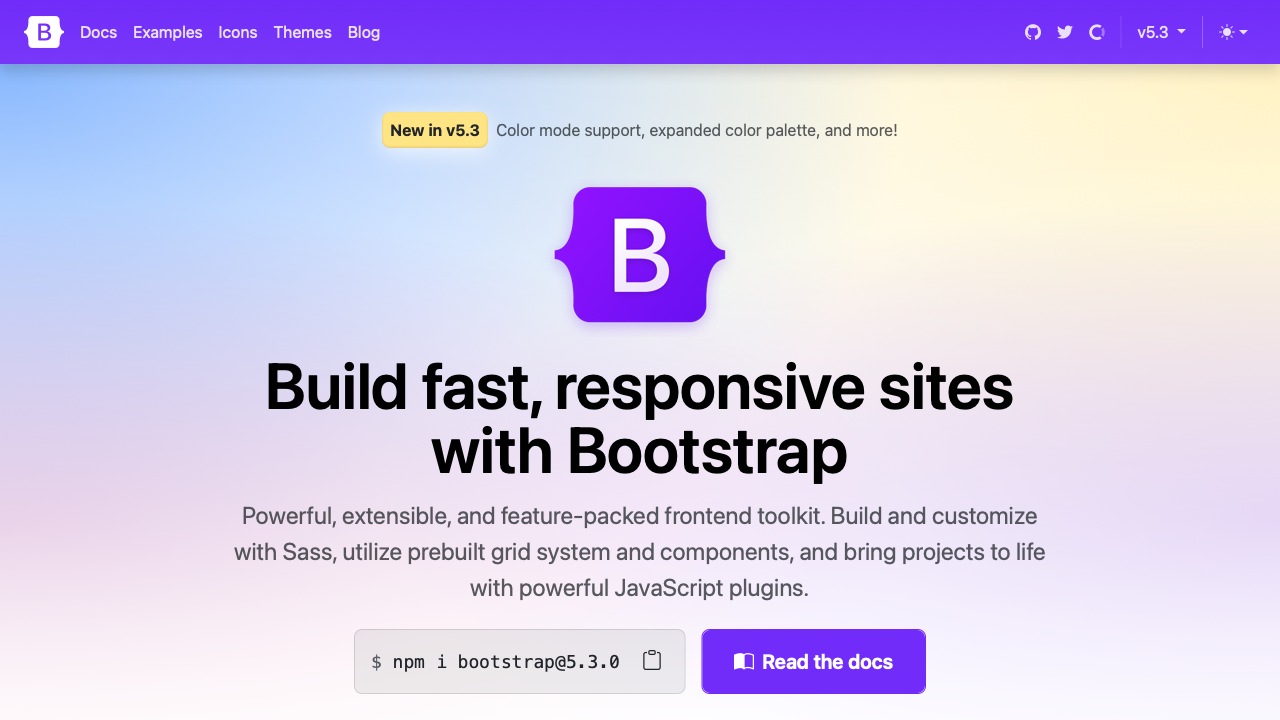 B Docs Examples Icons Themes Blog v5.3
New in v5.3 Color mode support, expanded color palette, and more!
B
Build fast, responsive sites
with Bootstrap
Powerful, extensible, and feature-packed frontend toolkit. Build and customize
with Sass, utilize prebuilt grid system and components, and bring projects to life
with powerful JavaScript plugins.
$ npm i bootstrap@5.3.0 Read the docs